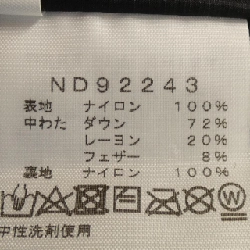 ND92243
表地 ナイロン 100%
中わた ダウン 72%
レーヨン 20%
フェザー 8%
裏地 ナイロン 100%
中性洗剤使用